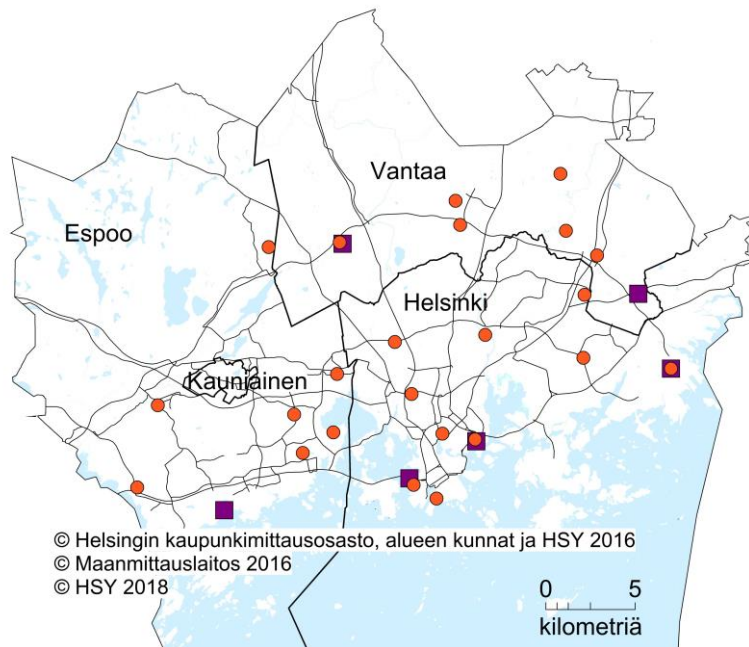 Vantaa
Espoo
Helsinki
Kauniainen
© Helsingin kaupunkimittausosasto, alueen kunnat ja HSY 2016
© Maanmittauslaitos 2016
© HSY 2018
0 5
kilometriä